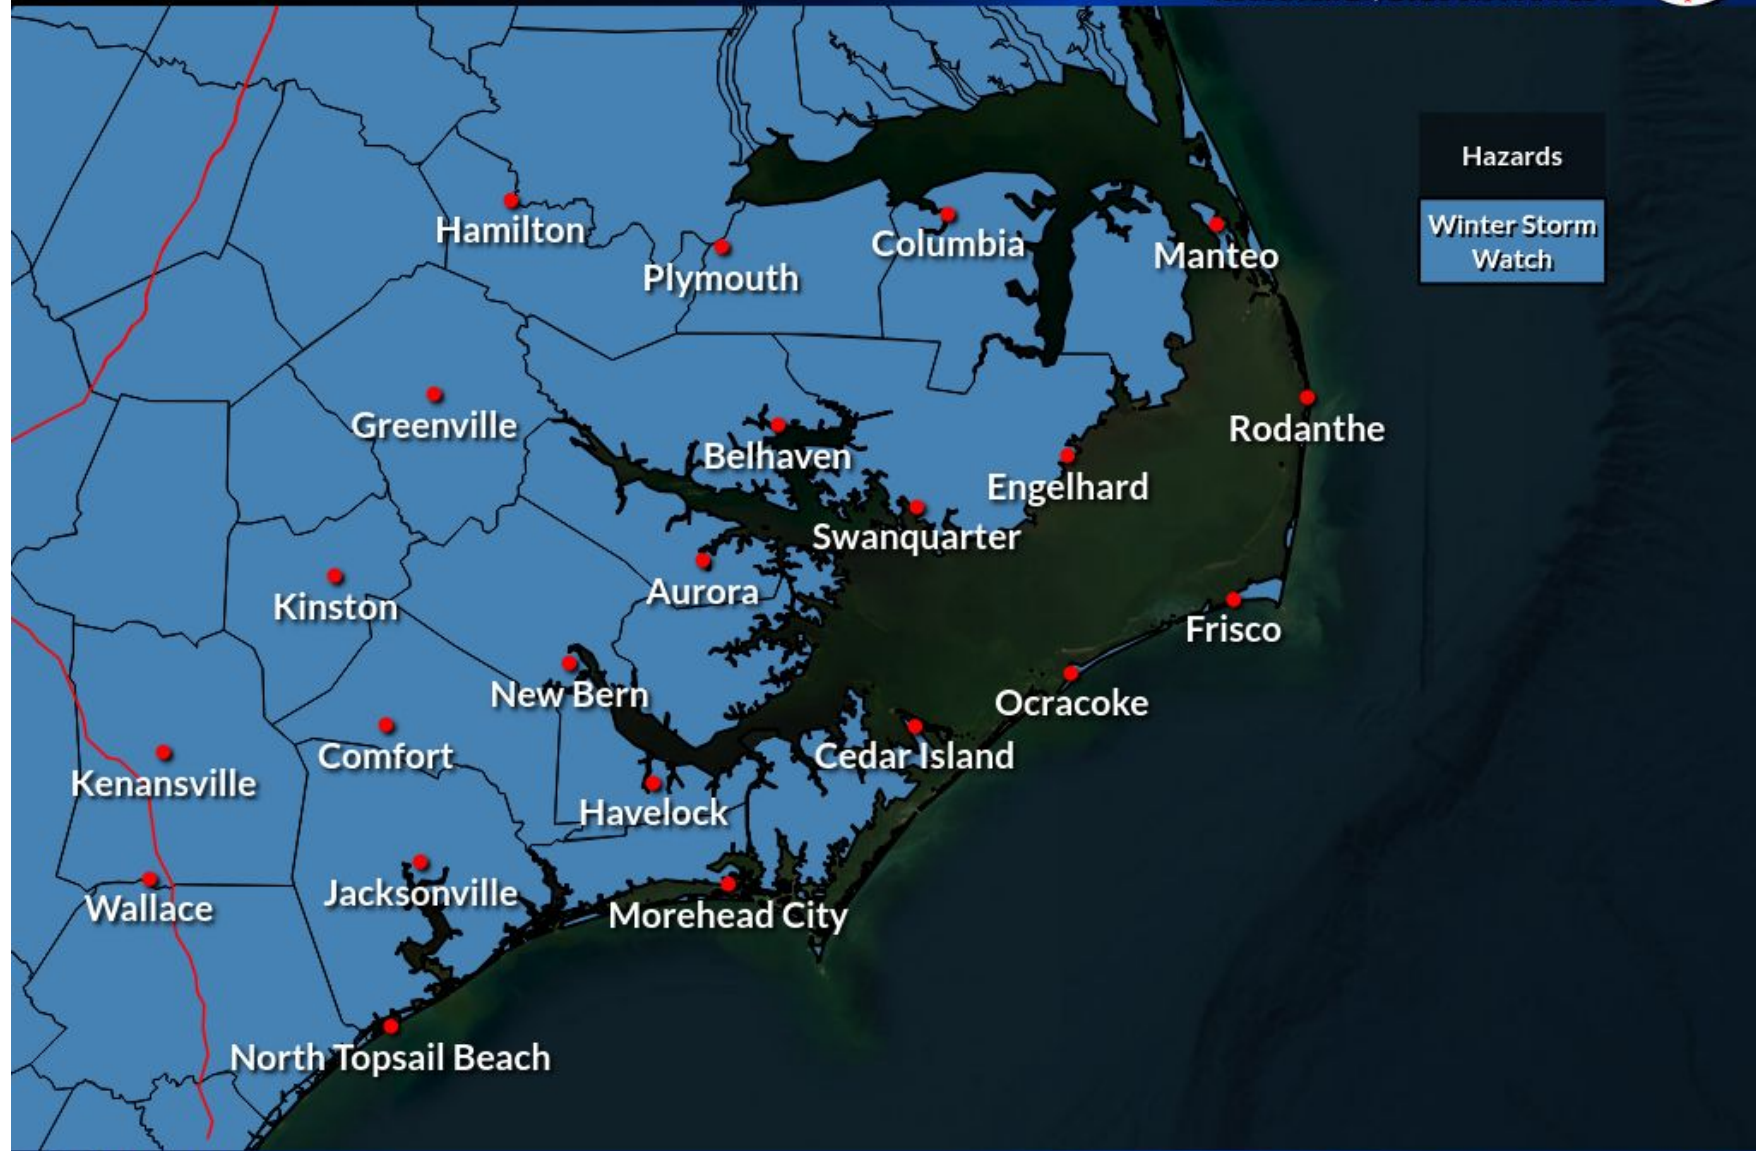 Hazards
Winter Storm
Watch
Hamilton
Plymouth
Columbia
Manteo
Greenville
Belhaven
Engelhard
Rodanthe
Swanquarter
Aurora
Kinston
Frisco
New Bern
Ocracoke
Comfort
Cedar Island
Kenansville
Havelock
Jacksonville
Wallace
Morehead City
North Topsail Beach